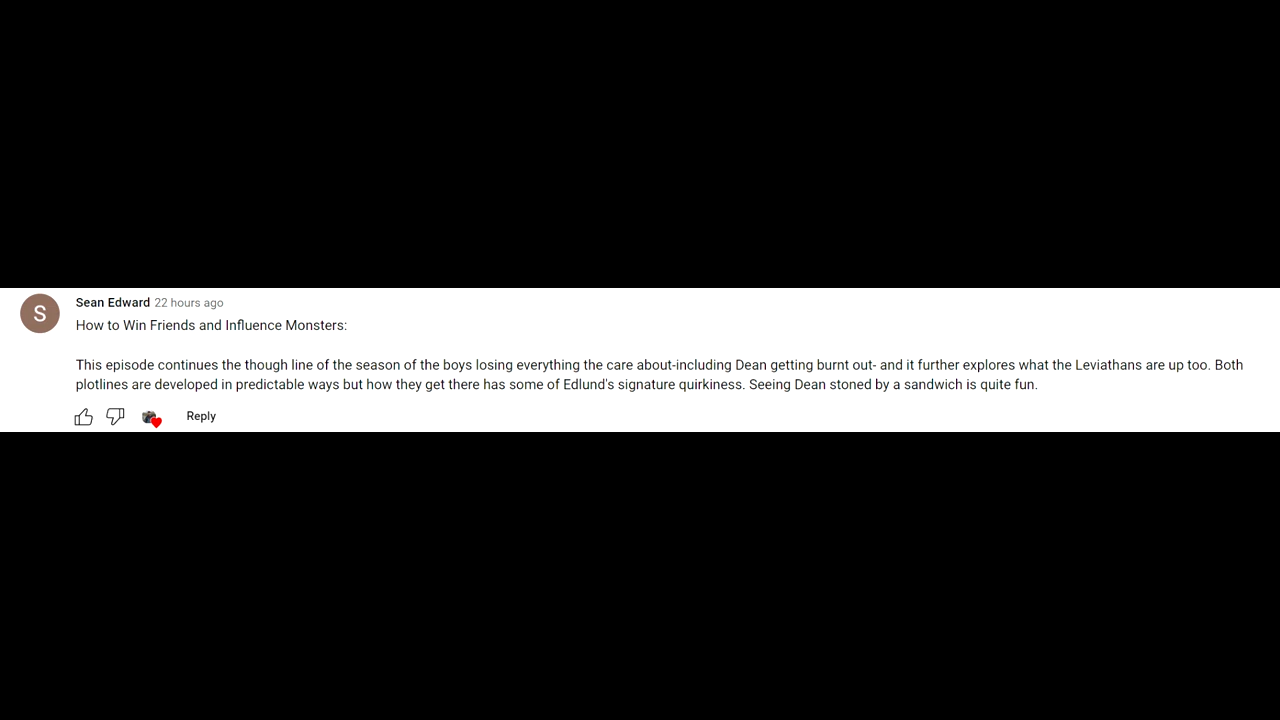 S
Sean Edward 22 hours ago
How to Win Friends and Influence Monsters:
This episode continues the though line of the season of the boys losing everything the care about-including Dean getting burnt out- and it further explores what the Leviathans are up too. Both
plotlines are developed in predictable ways but how they get there has some of Edlund's signature quirkiness. Seeing Dean stoned by a sandwich is quite fun.
Reply